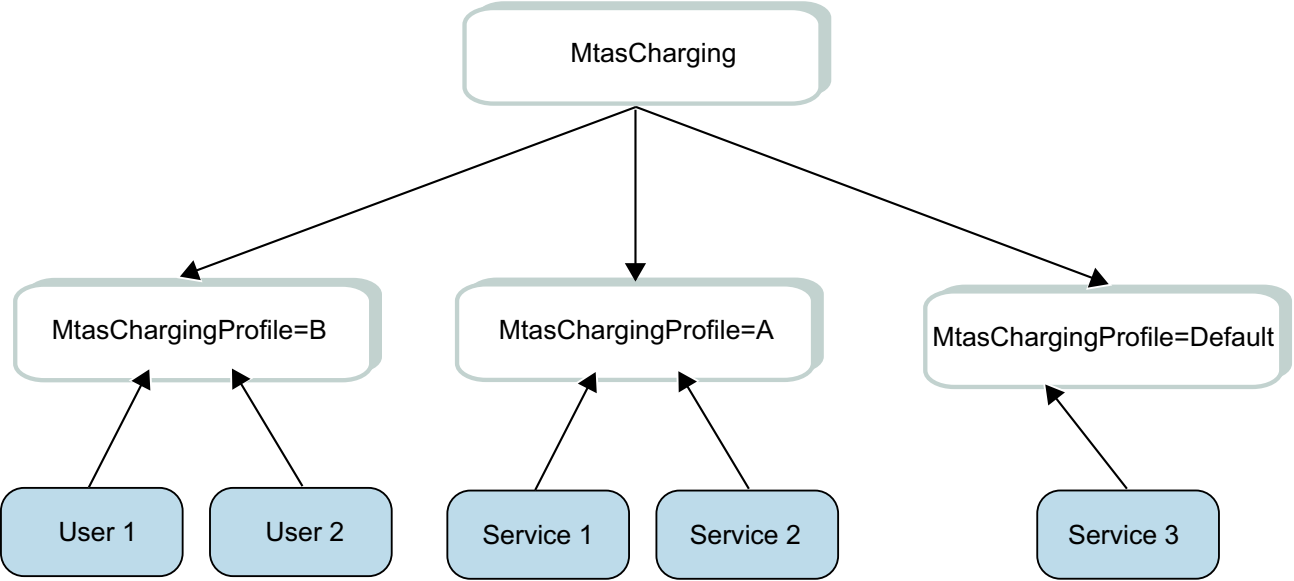 MtasCharging
MtasChargingProfile=B
MtasChargingProfile=A
MtasChargingProfile=Default
User 1
User 2
Service 1
Service 2
Service 3